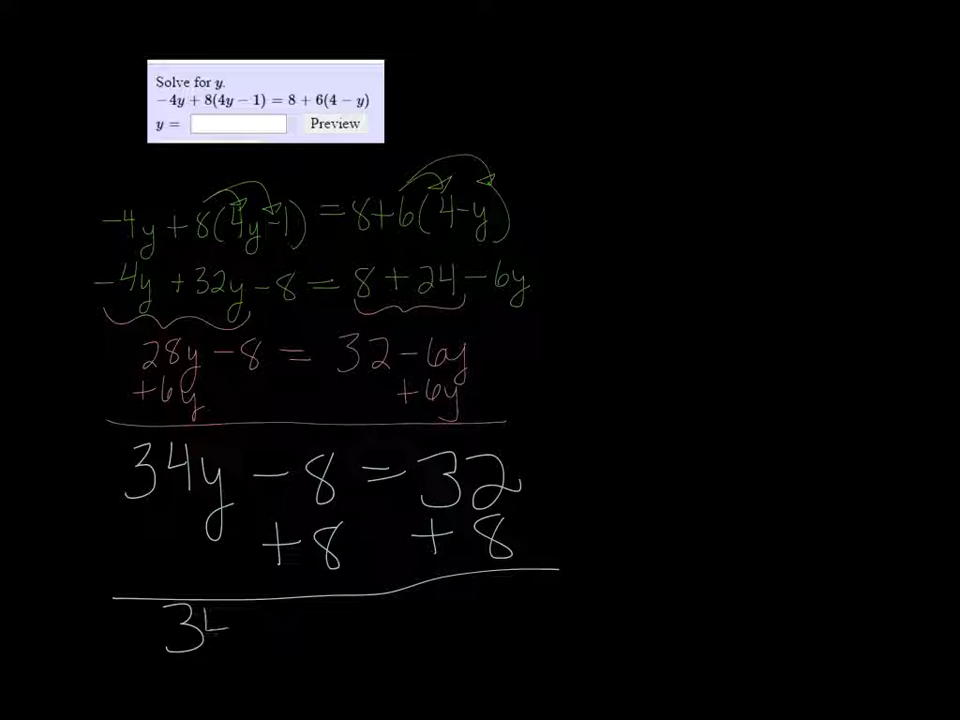 Solve for y.
−4y + 8(4y − 1) = 8 + 6(4 − y)
y =
Preview
−4y + 8(4y−1) = 8+6(4−y)
−4y + 32y − 8 = 8 + 24 − 6y
28y − 8 = 32 − 6y
+6y +6y
34y − 8 = 32
+8 +8